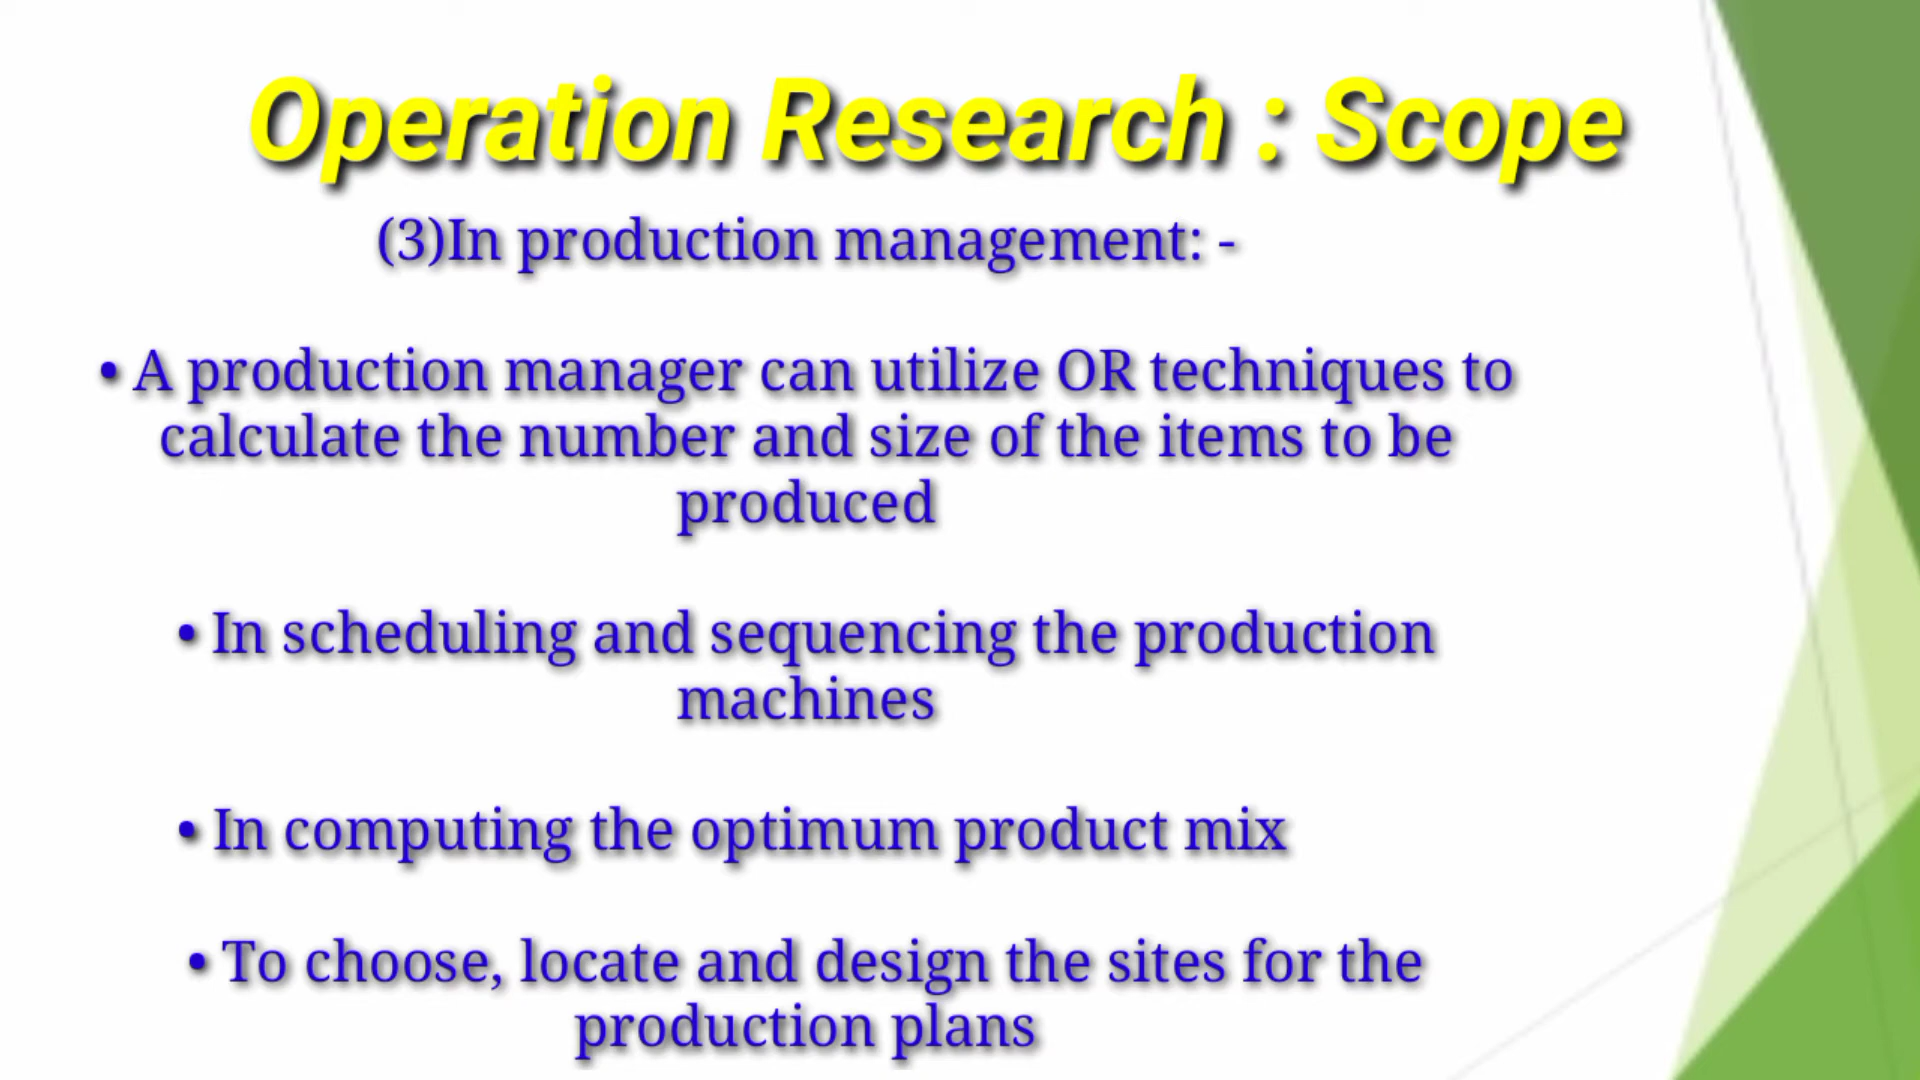 Operation Research : Scope
(3)In production management: -
• A production manager can utilize OR techniques to
calculate the number and size of the items to be
produced
• In scheduling and sequencing the production
machines
• In computing the optimum product mix
• To choose, locate and design the sites for the
production plans